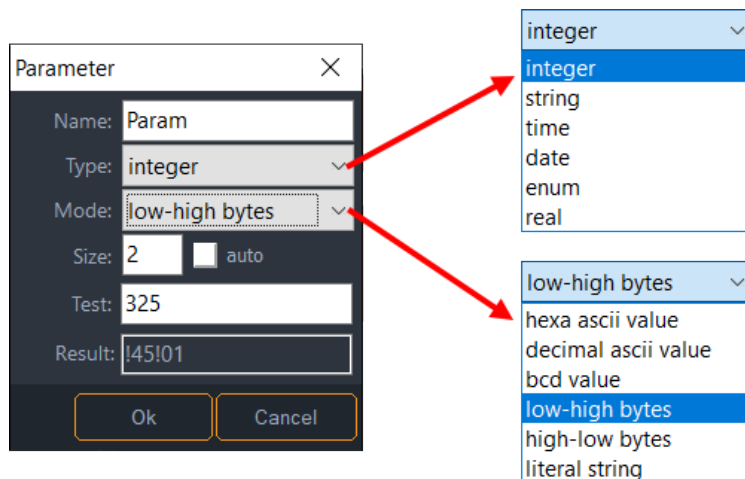 Parameter
Name: Param
Type: integer
Mode: low-high bytes
Size: 2 auto
Test: 325
Result: !45!01
Ok Cancel
integer
integer
string
time
date
enum
real
low-high bytes
hexa ascii value
decimal ascii value
bcd value
low-high bytes
high-low bytes
literal string